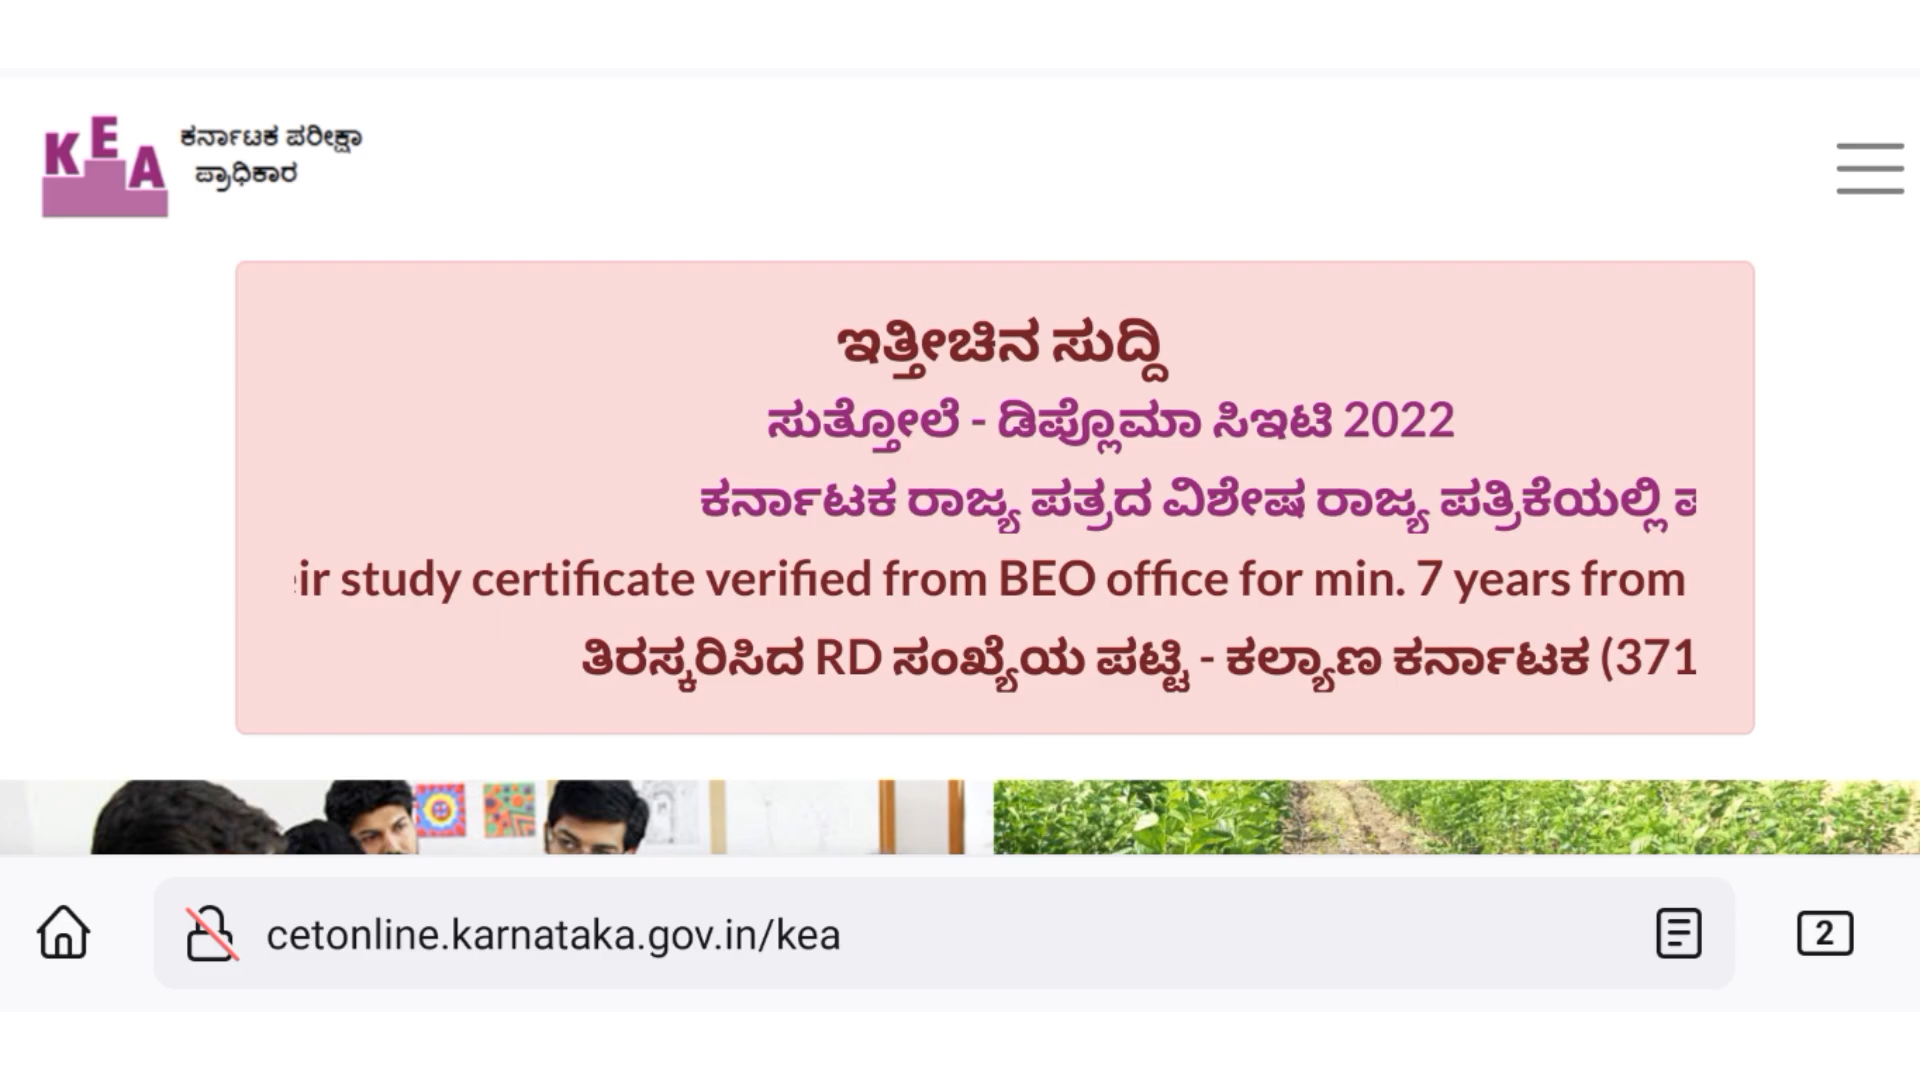 KEA
ಕರ್ನಾಟಕ ಪರೀಕ್ಷಾ
ಪ್ರಾಧಿಕಾರ
ಇತ್ತೀಚಿನ ಸುದ್ದಿ
ಸುತ್ತೋಲೆ - ಡಿಪ್ಲೊಮಾ ಸಿಇಟಿ 2022
ಕರ್ನಾಟಕ ರಾಜ್ಯ ಪತ್ರದ ವಿಶೇಷ ರಾಜ್ಯ ಪತ್ರಿಕೆಯಲ್ಲಿ
ir study certificate verified from BEO office for min. 7 years from
ತಿರಸ್ಕರಿಸಿದ RD ಸಂಖ್ಯೆಯ ಪಟ್ಟಿ - ಕಲ್ಯಾಣ ಕರ್ನಾಟಕ (371
cetonline.karnataka.gov.in/kea
2